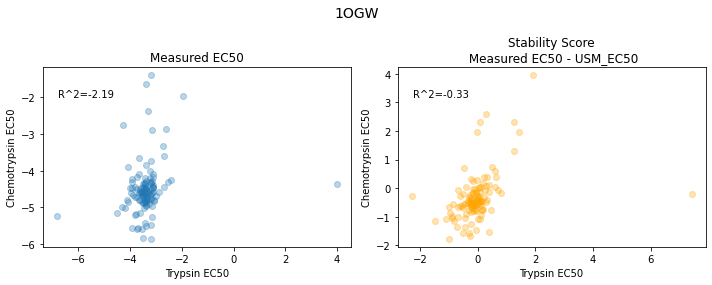 1OGW
Measured EC50
R^2=-2.19
Chemotrypsin EC50
−2
−3
−4
−5
−6
−6
−4
−2
0
2
4
Trypsin EC50
Stability Score
Measured EC50 - USM_EC50
R^2=-0.33
Chemotrypsin EC50
4
3
2
1
0
−1
−2
−2
0
2
4
6
Trypsin EC50